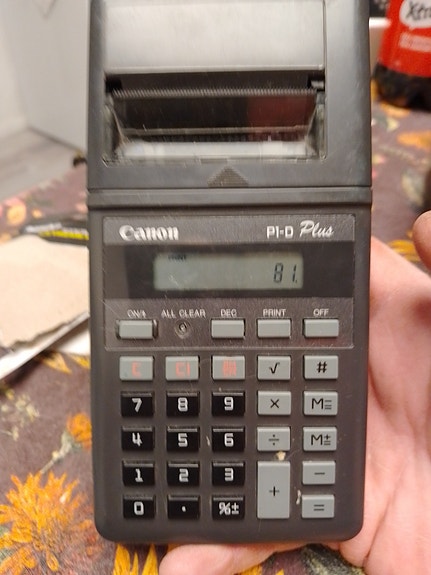 Canon P1-D Plus
81.
ON/⇞ ALL CLEAR DEC PRINT OFF
C CI √ #
7 8 9 × M=
4 5 6 ÷ M±
1 2 3 −
0 . %± + =